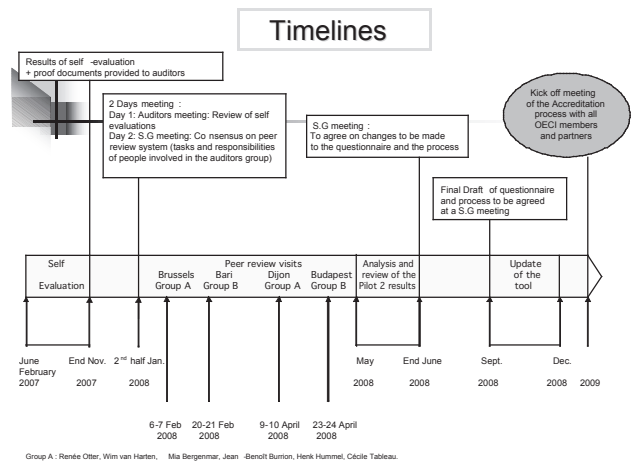 Timelines
Results of self -evaluation
+ proof documents provided to auditors
2 Days meeting :
Day 1: Auditors meeting: Review of self
evaluations
Day 2: S.G meeting: Co nsensus on peer
review system (tasks and responsibilities
of people involved in the auditors group)
S.G meeting :
To agree on changes to be made
to the questionnaire and the process
Kick off meeting
of the Accreditation
process with all
OECI members
and partners
Final Draft of questionnaire
and process to be agreed
at a S.G meeting
Self
Evaluation
Peer review visits
Brussels
Group A
Bari
Group B
Dijon
Group A
Budapest
Group B
Analysis and
review of the
Pilot 2 results
Update
of the
tool
June
February
2007
End Nov.
2007
2nd half Jan.
2008
May
2008
End June
2008
Sept.
2008
Dec.
2008
2009
6-7 Feb
2008
20-21 Feb
2008
9-10 April
2008
23-24 April
2008
Group A : Renée Otter, Wim van Harten, Mia Bergenmar, Jean -Benoît Burrion, Henk Hummel, Cécile Tableau.